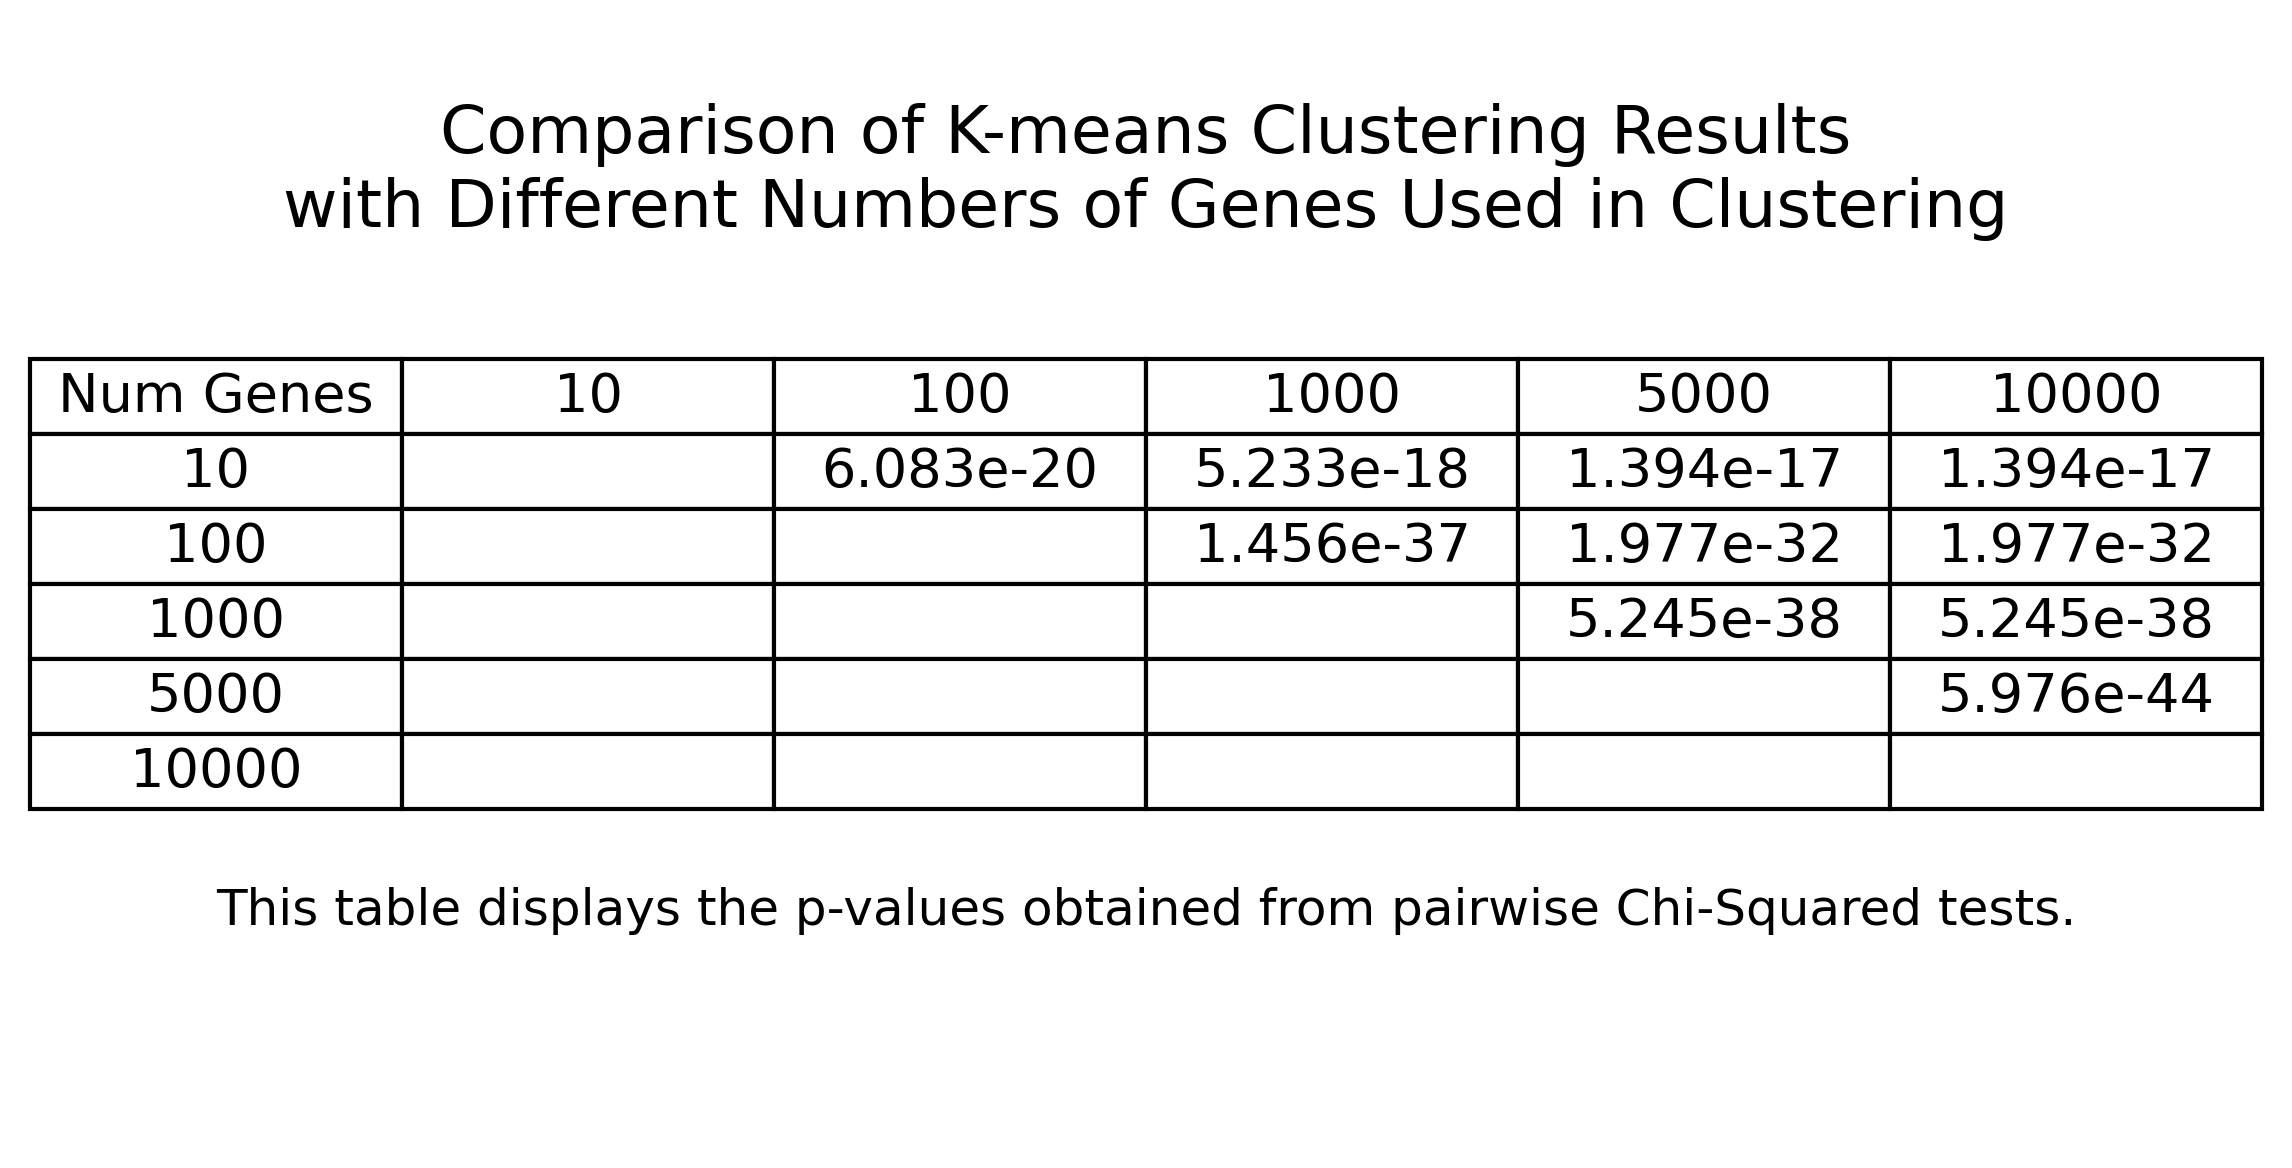 Comparison of K-means Clustering Results
with Different Numbers of Genes Used in Clustering
Num Genes 10 100 1000 5000 10000
10 6.083e-20 5.233e-18 1.394e-17 1.394e-17
100 1.456e-37 1.977e-32 1.977e-32
1000 5.245e-38 5.245e-38
5000 5.976e-44
10000
This table displays the p-values obtained from pairwise Chi-Squared tests.